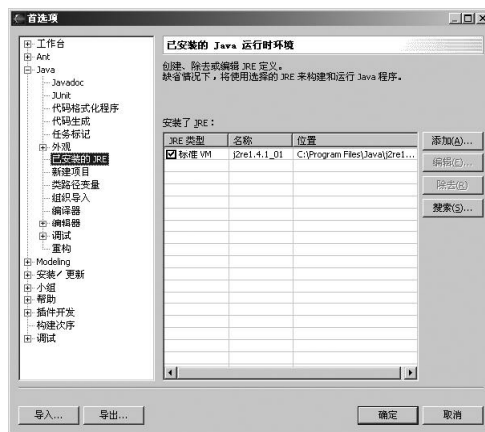 首选项
工作台
Ant
Java
Javadoc
JUnit
代码格式化程序
代码生成
任务标记
外观
已安装的 JRE
新建项目
类路径变量
组织导入
编译器
编辑器
调试
重构
Modeling
安装／更新
小组
帮助
插件开发
构建次序
调试
已安装的 Java 运行时环境
创建、除去或编辑 JRE 定义。
缺省情况下，将使用选择的 JRE 来构建和运行 Java 程序。
安装了 JRE：
JRE 类型 名称 位置
标准 VM j2re1.4.1_01 C:\Program Files\Java\j2re1...
添加(A)...
编辑(E)...
除去(R)
搜索(S)...
导入... 导出... 确定 取消